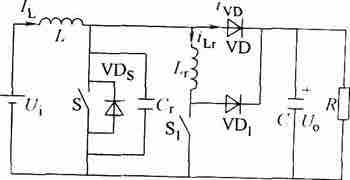 I_L
i_VD
L
i_Lr
VD
VD_S
L_r
U_i
S
C_r
VD_1
S_1
+
C
U_o
R